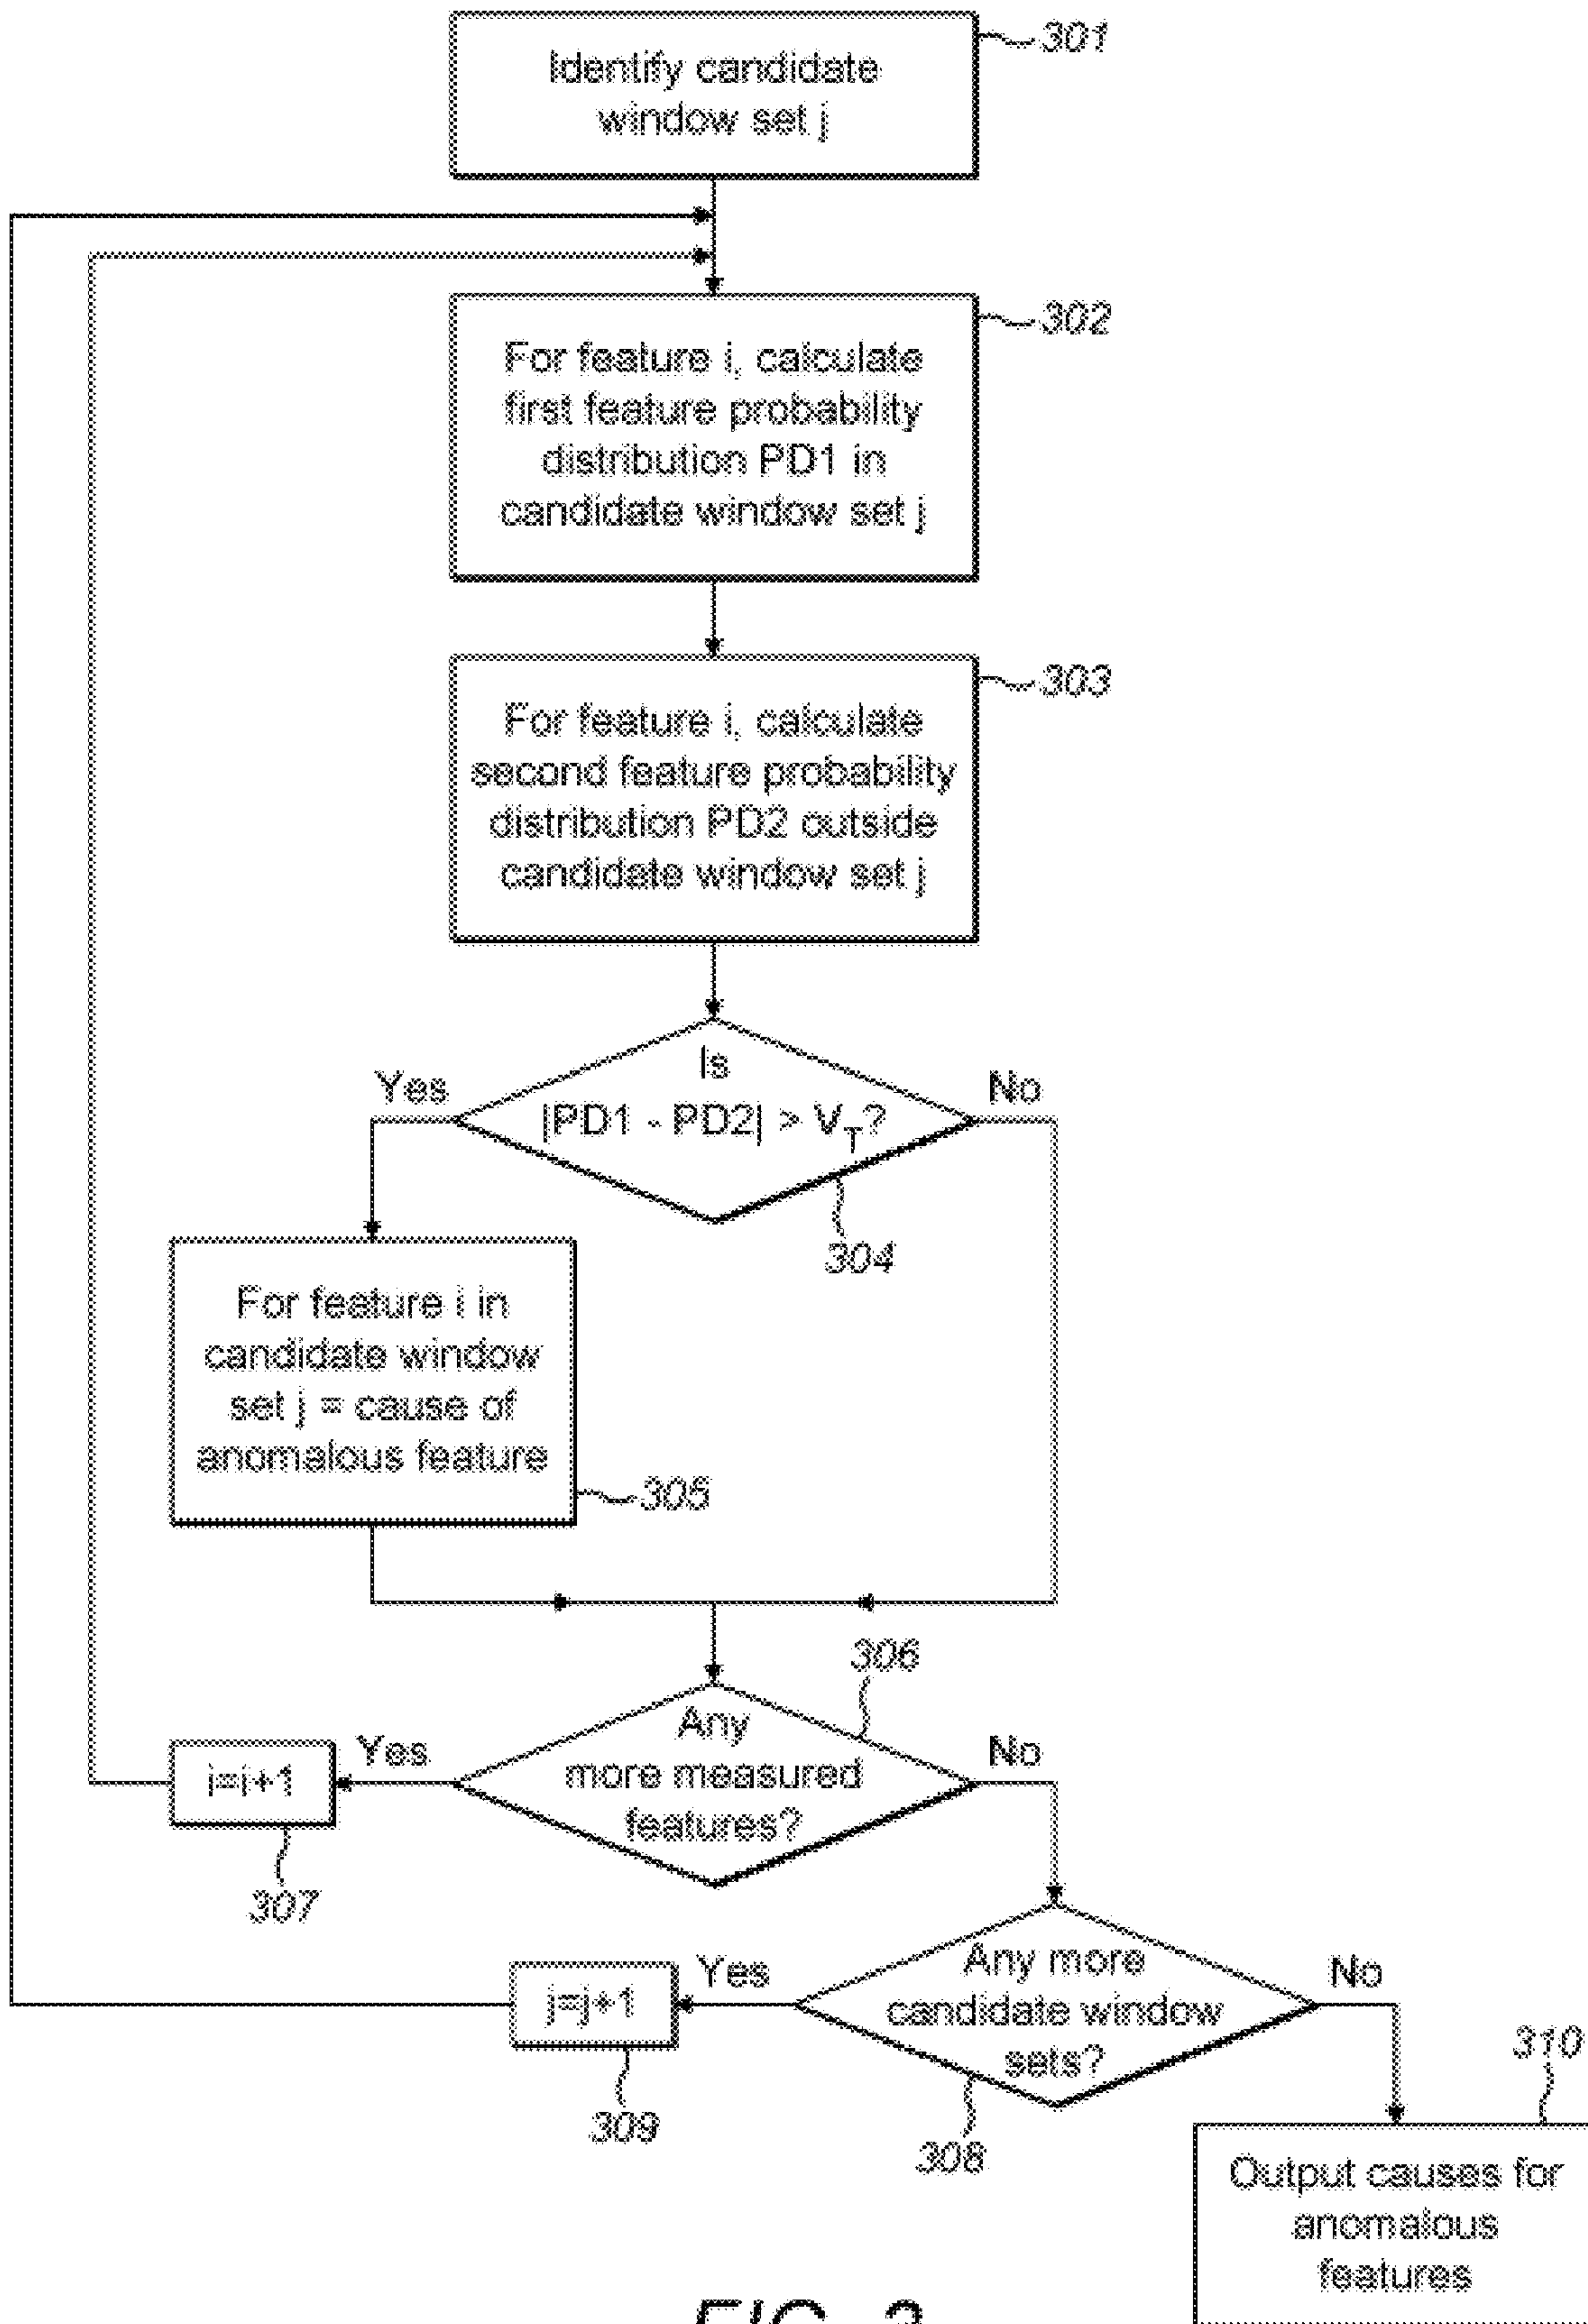 Identify candidate
window set j
301
For feature i, calculate
first feature probability
distribution PD1 in
candidate window set j
302
For feature i, calculate
second feature probability
distribution PD2 outside
candidate window set j
303
Is
|PD1 - PD2| > V_T?
Yes
No
304
For feature i in
candidate window
set j = cause of
anomalous feature
305
306
Any
more measured
features?
Yes
No
i=i+1
307
Any more
candidate window
sets?
Yes
No
j=j+1
309
308
310
Output causes for
anomalous
features
FIG. 3